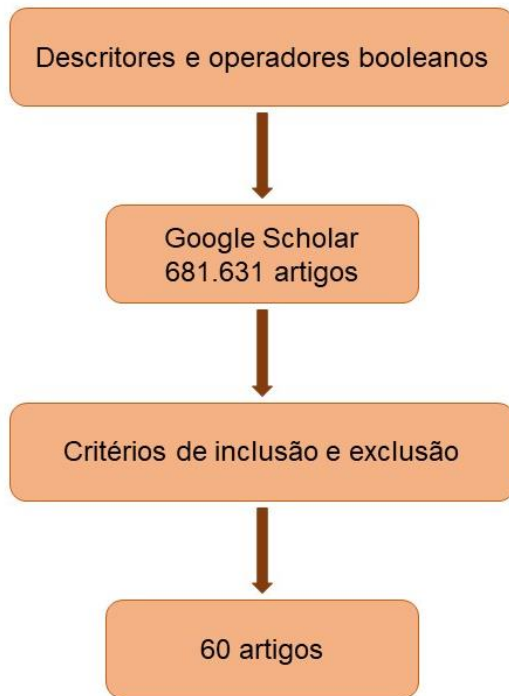 Descritores e operadores booleanos
Google Scholar
681.631 artigos
Critérios de inclusão e exclusão
60 artigos